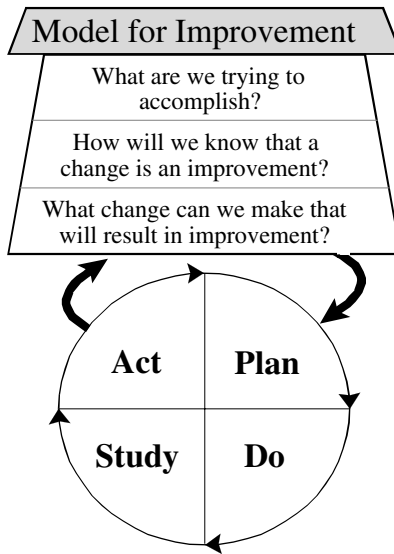 Model for Improvement
What are we trying to
accomplish?
How will we know that a
change is an improvement?
What change can we make that
will result in improvement?
Act
Plan
Study
Do